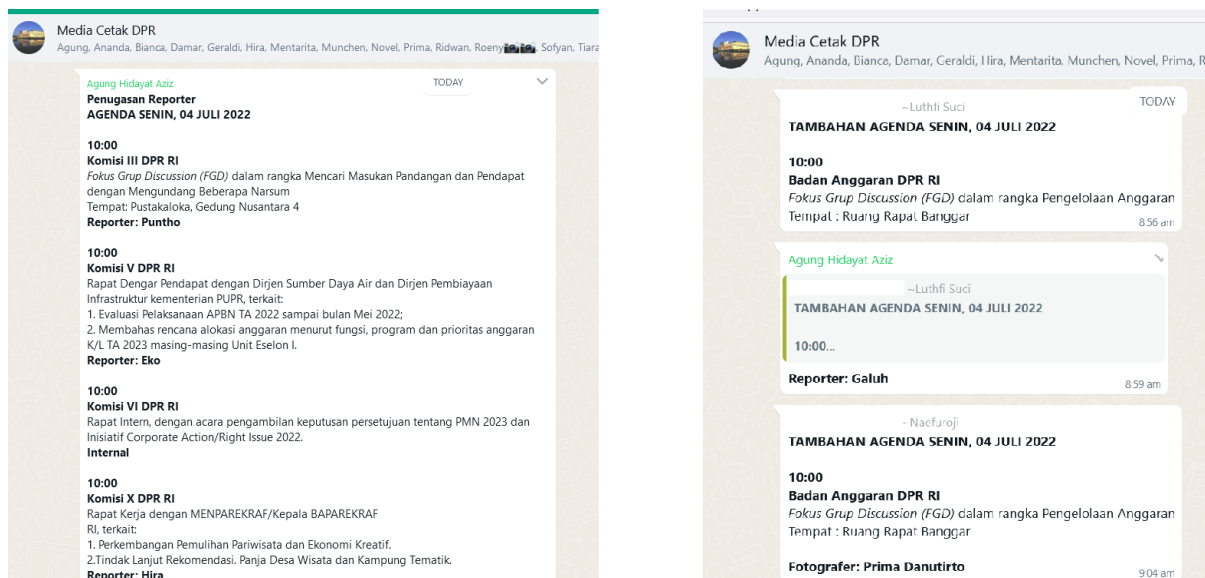 Media Cetak DPR
Agung, Ananda, Bianca, Damar, Geraldi, Hira, Mentarita, Munchen, Novel, Prima, Ridwan, Roeny, Sofyan, Tiara
Agung Hidayat Aziz
TODAY
Penugasan Reporter
AGENDA SENIN, 04 JULI 2022
10:00
Komisi III DPR RI
Fokus Grup Discussion (FGD) dalam rangka Mencari Masukan Pandangan dan Pendapat
dengan Mengundang Beberapa Narsum
Tempat: Pustakaloka, Gedung Nusantara 4
Reporter: Puntho
10:00
Komisi V DPR RI
Rapat Dengar Pendapat dengan Dirjen Sumber Daya Air dan Dirjen Pembiayaan
Infrastruktur kementerian PUPR, terkait:
1. Evaluasi Pelaksanaan APBN TA 2022 sampai bulan Mei 2022;
2. Membahas rencana alokasi anggaran menurut fungsi, program dan prioritas anggaran
K/L TA 2023 masing-masing Unit Eselon I.
Reporter: Eko
10:00
Komisi VI DPR RI
Rapat Intern, dengan acara pengambilan keputusan persetujuan tentang PMN 2023 dan
Inisiatif Corporate Action/Right Issue 2022.
Internal
10:00
Komisi X DPR RI
Rapat Kerja dengan MENPAREKRAF/Kepala BAPAREKRAF
RI, terkait:
1. Perkembangan Pemulihan Pariwisata dan Ekonomi Kreatif.
2.Tindak Lanjut Rekomendasi. Panja Desa Wisata dan Kampung Tematik.
Reporter: Hira
Media Cetak DPR
Agung, Ananda, Bianca, Damar, Geraldi, Hira, Mentarita, Munchen, Novel, Prima, R
~Luthfi Suci
TODAY
TAMBAHAN AGENDA SENIN, 04 JULI 2022
10:00
Badan Anggaran DPR RI
Fokus Grup Discussion (FGD) dalam rangka Pengelolaan Anggaran
Tempat : Ruang Rapat Banggar
8:56 am
Agung Hidayat Aziz
~Luthfi Suci
TAMBAHAN AGENDA SENIN, 04 JULI 2022
10:00...
Reporter: Galuh
8:59 am
- Naefuroji
TAMBAHAN AGENDA SENIN, 04 JULI 2022
10:00
Badan Anggaran DPR RI
Fokus Grup Discussion (FGD) dalam rangka Pengelolaan Anggaran
Tempat : Ruang Rapat Banggar
Fotografer: Prima Danutirto
9:04 am